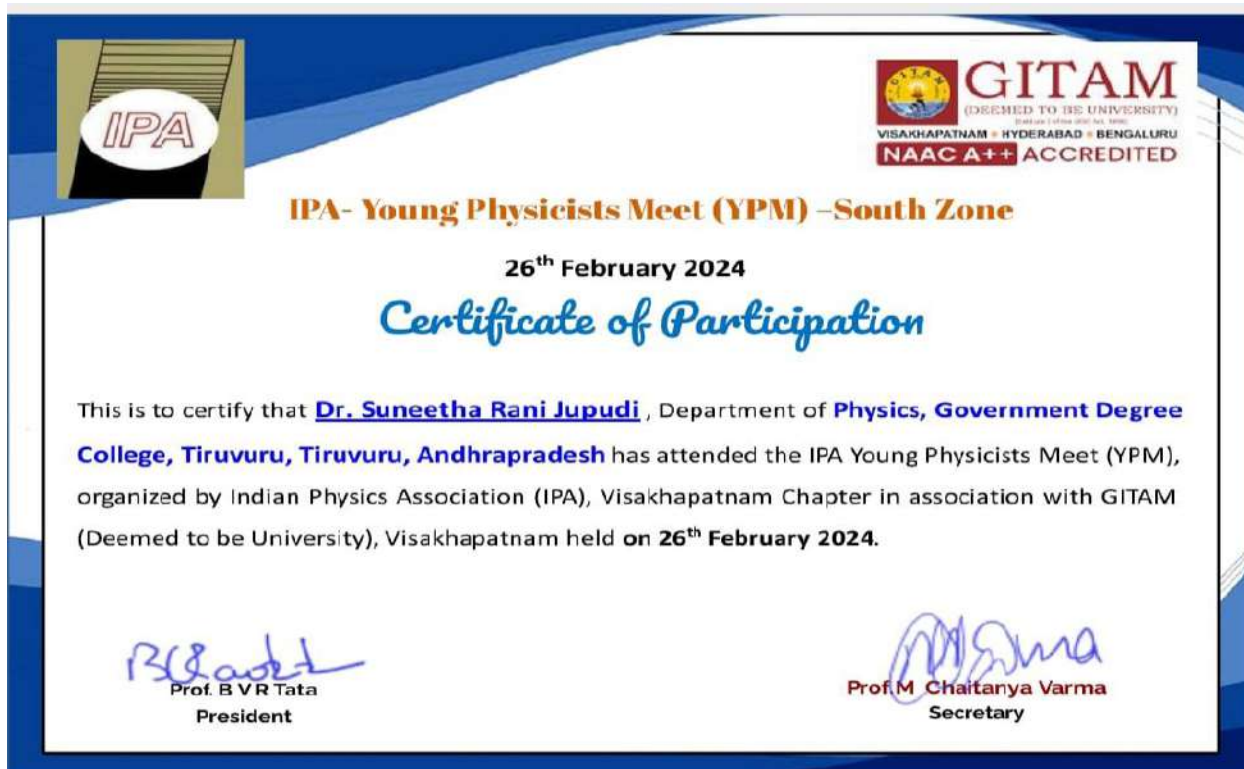 IPA
GITAM
(DEEMED TO BE UNIVERSITY)
VISAKHAPATNAM • HYDERABAD • BENGALURU
NAAC A++ ACCREDITED
IPA- Young Physicists Meet (YPM) –South Zone
26th February 2024
Certificate of Participation
This is to certify that Dr. Suneetha Rani Jupudi , Department of Physics, Government Degree
College, Tiruvuru, Tiruvuru, Andhrapradesh has attended the IPA Young Physicists Meet (YPM),
organized by Indian Physics Association (IPA), Visakhapatnam Chapter in association with GITAM
(Deemed to be University), Visakhapatnam held on 26th February 2024.
Prof. B V R Tata
President
Prof.M Chaitanya Varma
Secretary